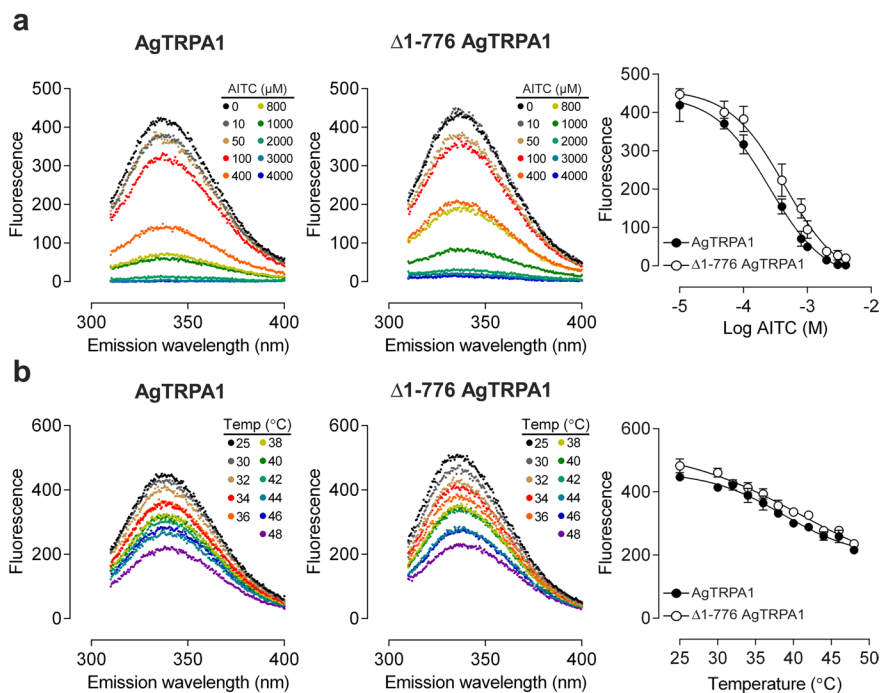 a
AgTRPA1
Δ1-776 AgTRPA1
Fluorescence
500
400
300
200
100
0
AITC (μM)
0 800
10 1000
50 2000
100 3000
400 4000
300 350 400
Emission wavelength (nm)
Fluorescence
500
400
300
200
100
0
AITC (μM)
0 800
10 1000
50 2000
100 3000
400 4000
300 350 400
Emission wavelength (nm)
Fluorescence
500
400
300
200
100
0
AgTRPA1
Δ1-776 AgTRPA1
-5 -4 -3 -2
Log AITC (M)
b
AgTRPA1
Δ1-776 AgTRPA1
Fluorescence
600
400
200
0
Temp (°C)
25 38
30 40
32 42
34 44
36 46
48
300 350 400
Emission wavelength (nm)
Fluorescence
600
400
200
0
Temp (°C)
25 38
30 40
32 42
34 44
36 46
48
300 350 400
Emission wavelength (nm)
Fluorescence
600
400
200
0
AgTRPA1
Δ1-776 AgTRPA1
25 30 35 40 45 50
Temperature (°C)